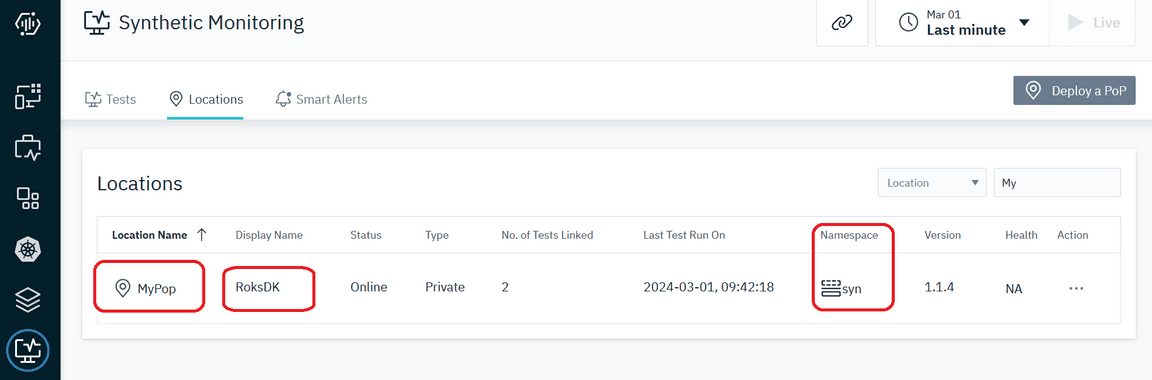 Synthetic Monitoring
Mar 01
Last minute
Live
Tests
Locations
Smart Alerts
Deploy a PoP
Locations
Location
My
Location Name Display Name Status Type No. of Tests Linked Last Test Run On Namespace Version Health Action
MyPop RoksDK Online Private 2 2024-03-01, 09:42:18 syn 1.1.4 NA ...